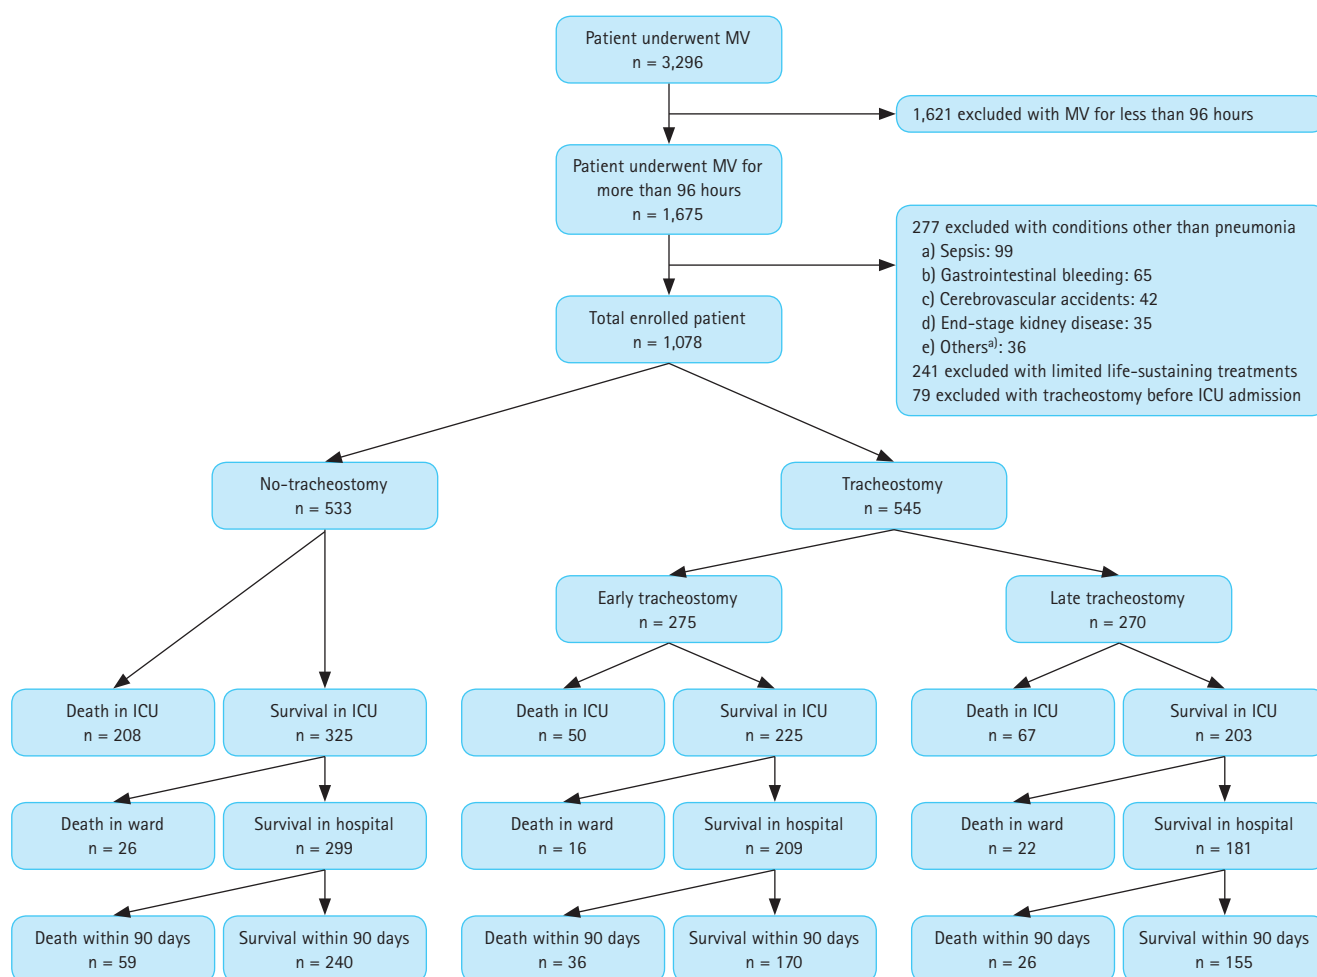 Patient underwent MV
n = 3,296
1,621 excluded with MV for less than 96 hours
Patient underwent MV for
more than 96 hours
n = 1,675
277 excluded with conditions other than pneumonia
a) Sepsis: 99
b) Gastrointestinal bleeding: 65
c) Cerebrovascular accidents: 42
d) End-stage kidney disease: 35
e) Othersᵃ⁾: 36
241 excluded with limited life-sustaining treatments
79 excluded with tracheostomy before ICU admission
Total enrolled patient
n = 1,078
No-tracheostomy
n = 533
Tracheostomy
n = 545
Early tracheostomy
n = 275
Late tracheostomy
n = 270
Death in ICU
n = 208
Survival in ICU
n = 325
Death in ICU
n = 50
Survival in ICU
n = 225
Death in ICU
n = 67
Survival in ICU
n = 203
Death in ward
n = 26
Survival in hospital
n = 299
Death in ward
n = 16
Survival in hospital
n = 209
Death in ward
n = 22
Survival in hospital
n = 181
Death within 90 days
n = 59
Survival within 90 days
n = 240
Death within 90 days
n = 36
Survival within 90 days
n = 170
Death within 90 days
n = 26
Survival within 90 days
n = 155